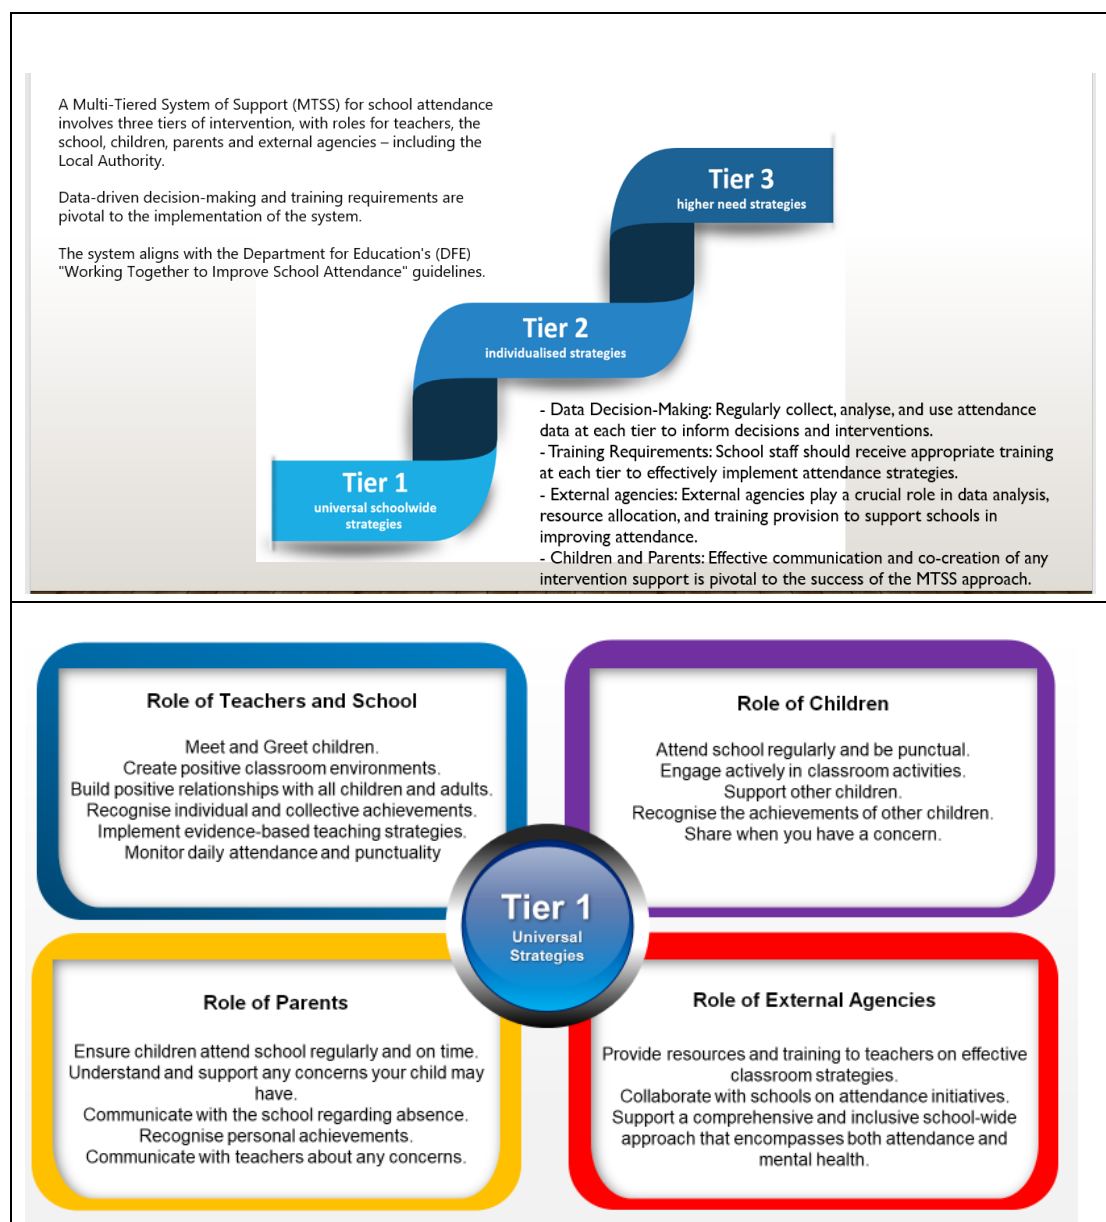 A Multi-Tiered System of Support (MTSS) for school attendance
involves three tiers of intervention, with roles for teachers, the
school, children, parents and external agencies – including the
Local Authority.
Data-driven decision-making and training requirements are
pivotal to the implementation of the system.
The system aligns with the Department for Education's (DFE)
"Working Together to Improve School Attendance" guidelines.
Tier 3
higher need strategies
Tier 2
individualised strategies
Tier 1
universal schoolwide
strategies
- Data Decision-Making: Regularly collect, analyse, and use attendance
data at each tier to inform decisions and interventions.
- Training Requirements: School staff should receive appropriate training
at each tier to effectively implement attendance strategies.
- External agencies: External agencies play a crucial role in data analysis,
resource allocation, and training provision to support schools in
improving attendance.
- Children and Parents: Effective communication and co-creation of any
intervention support is pivotal to the success of the MTSS approach.
Role of Teachers and School
Meet and Greet children.
Create positive classroom environments.
Build positive relationships with all children and adults.
Recognise individual and collective achievements.
Implement evidence-based teaching strategies.
Monitor daily attendance and punctuality
Role of Children
Attend school regularly and be punctual.
Engage actively in classroom activities.
Support other children.
Recognise the achievements of other children.
Share when you have a concern.
Tier 1
Universal
Strategies
Role of Parents
Ensure children attend school regularly and on time.
Understand and support any concerns your child may
have.
Communicate with the school regarding absence.
Recognise personal achievements.
Communicate with teachers about any concerns.
Role of External Agencies
Provide resources and training to teachers on effective
classroom strategies.
Collaborate with schools on attendance initiatives.
Support a comprehensive and inclusive school-wide
approach that encompasses both attendance and
mental health.